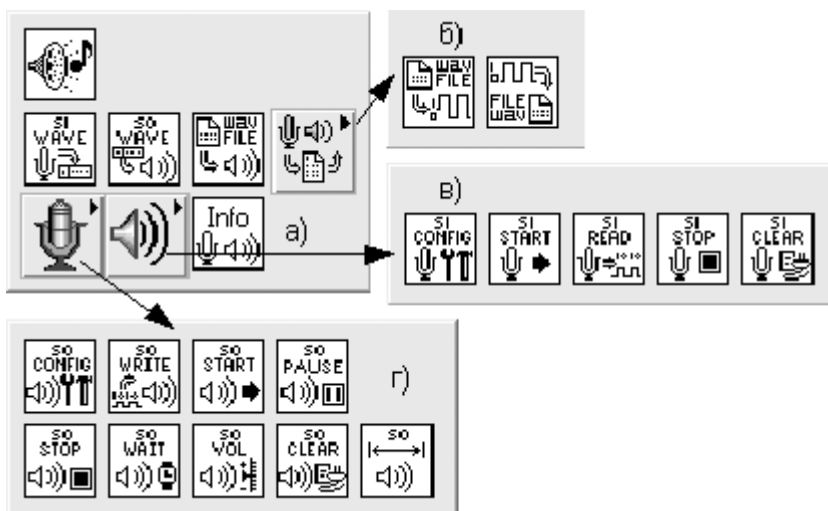 б)
WAV FILE
FILE WAV
SI WAVE
SO WAVE
WAV FILE
Info
а)
в)
SI CONFIG
SI START
SI READ
SI STOP
SI CLEAR
SO CONFIG
SO WRITE
SO START
SO PAUSE
г)
SO STOP
SO WAIT
SO VOL
SO CLEAR
SO